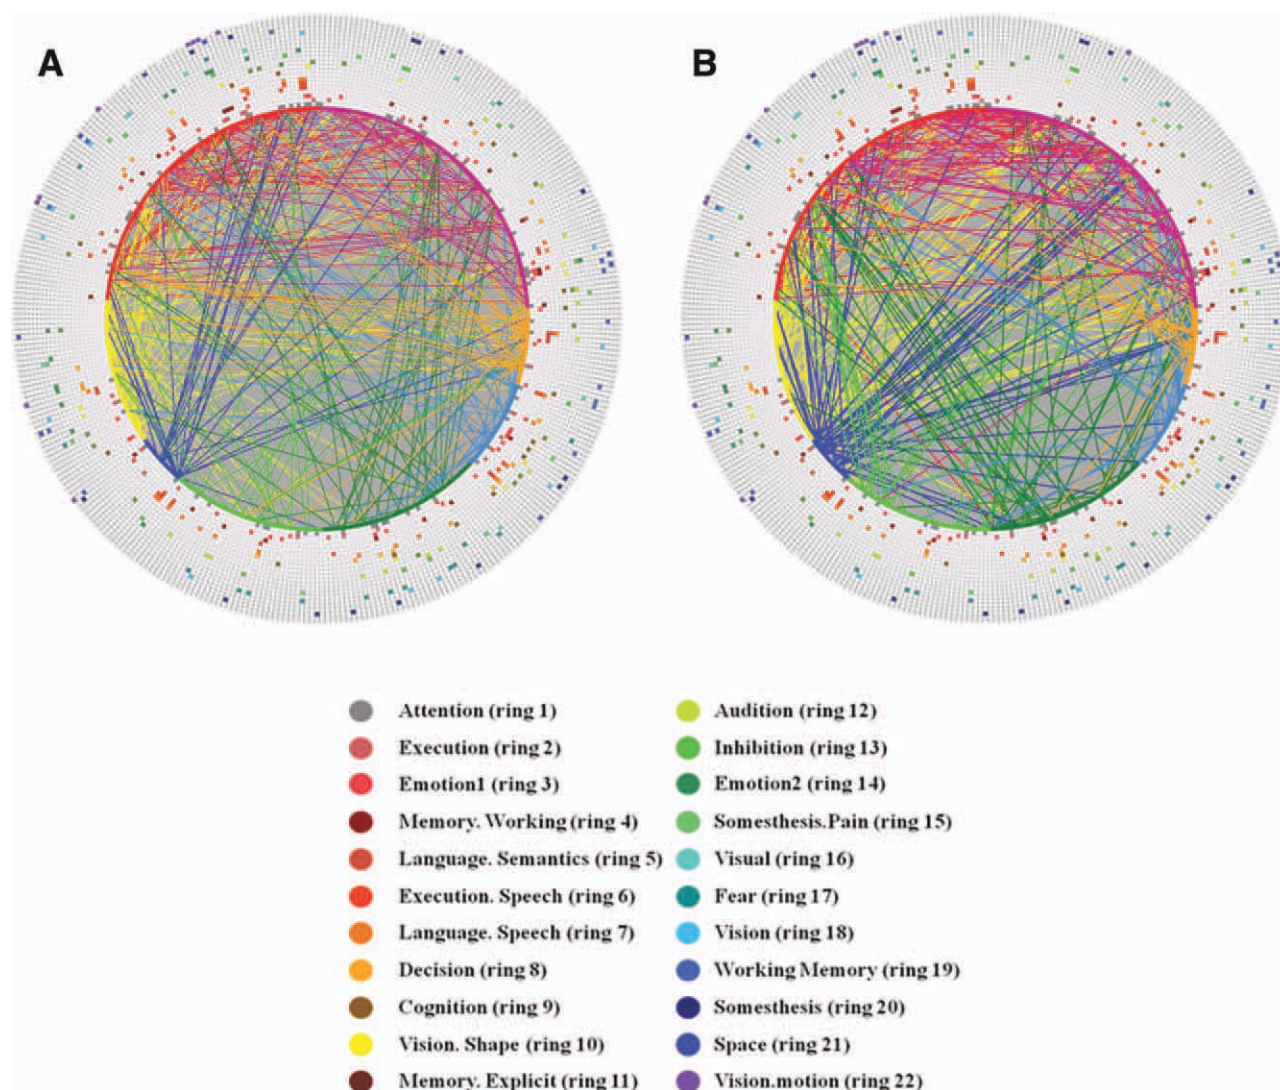 A
B
Attention (ring 1)
Execution (ring 2)
Emotion1 (ring 3)
Memory. Working (ring 4)
Language. Semantics (ring 5)
Execution. Speech (ring 6)
Language. Speech (ring 7)
Decision (ring 8)
Cognition (ring 9)
Vision. Shape (ring 10)
Memory. Explicit (ring 11)
Audition (ring 12)
Inhibition (ring 13)
Emotion2 (ring 14)
Somesthesis.Pain (ring 15)
Visual (ring 16)
Fear (ring 17)
Vision (ring 18)
Working Memory (ring 19)
Somesthesis (ring 20)
Space (ring 21)
Vision.motion (ring 22)